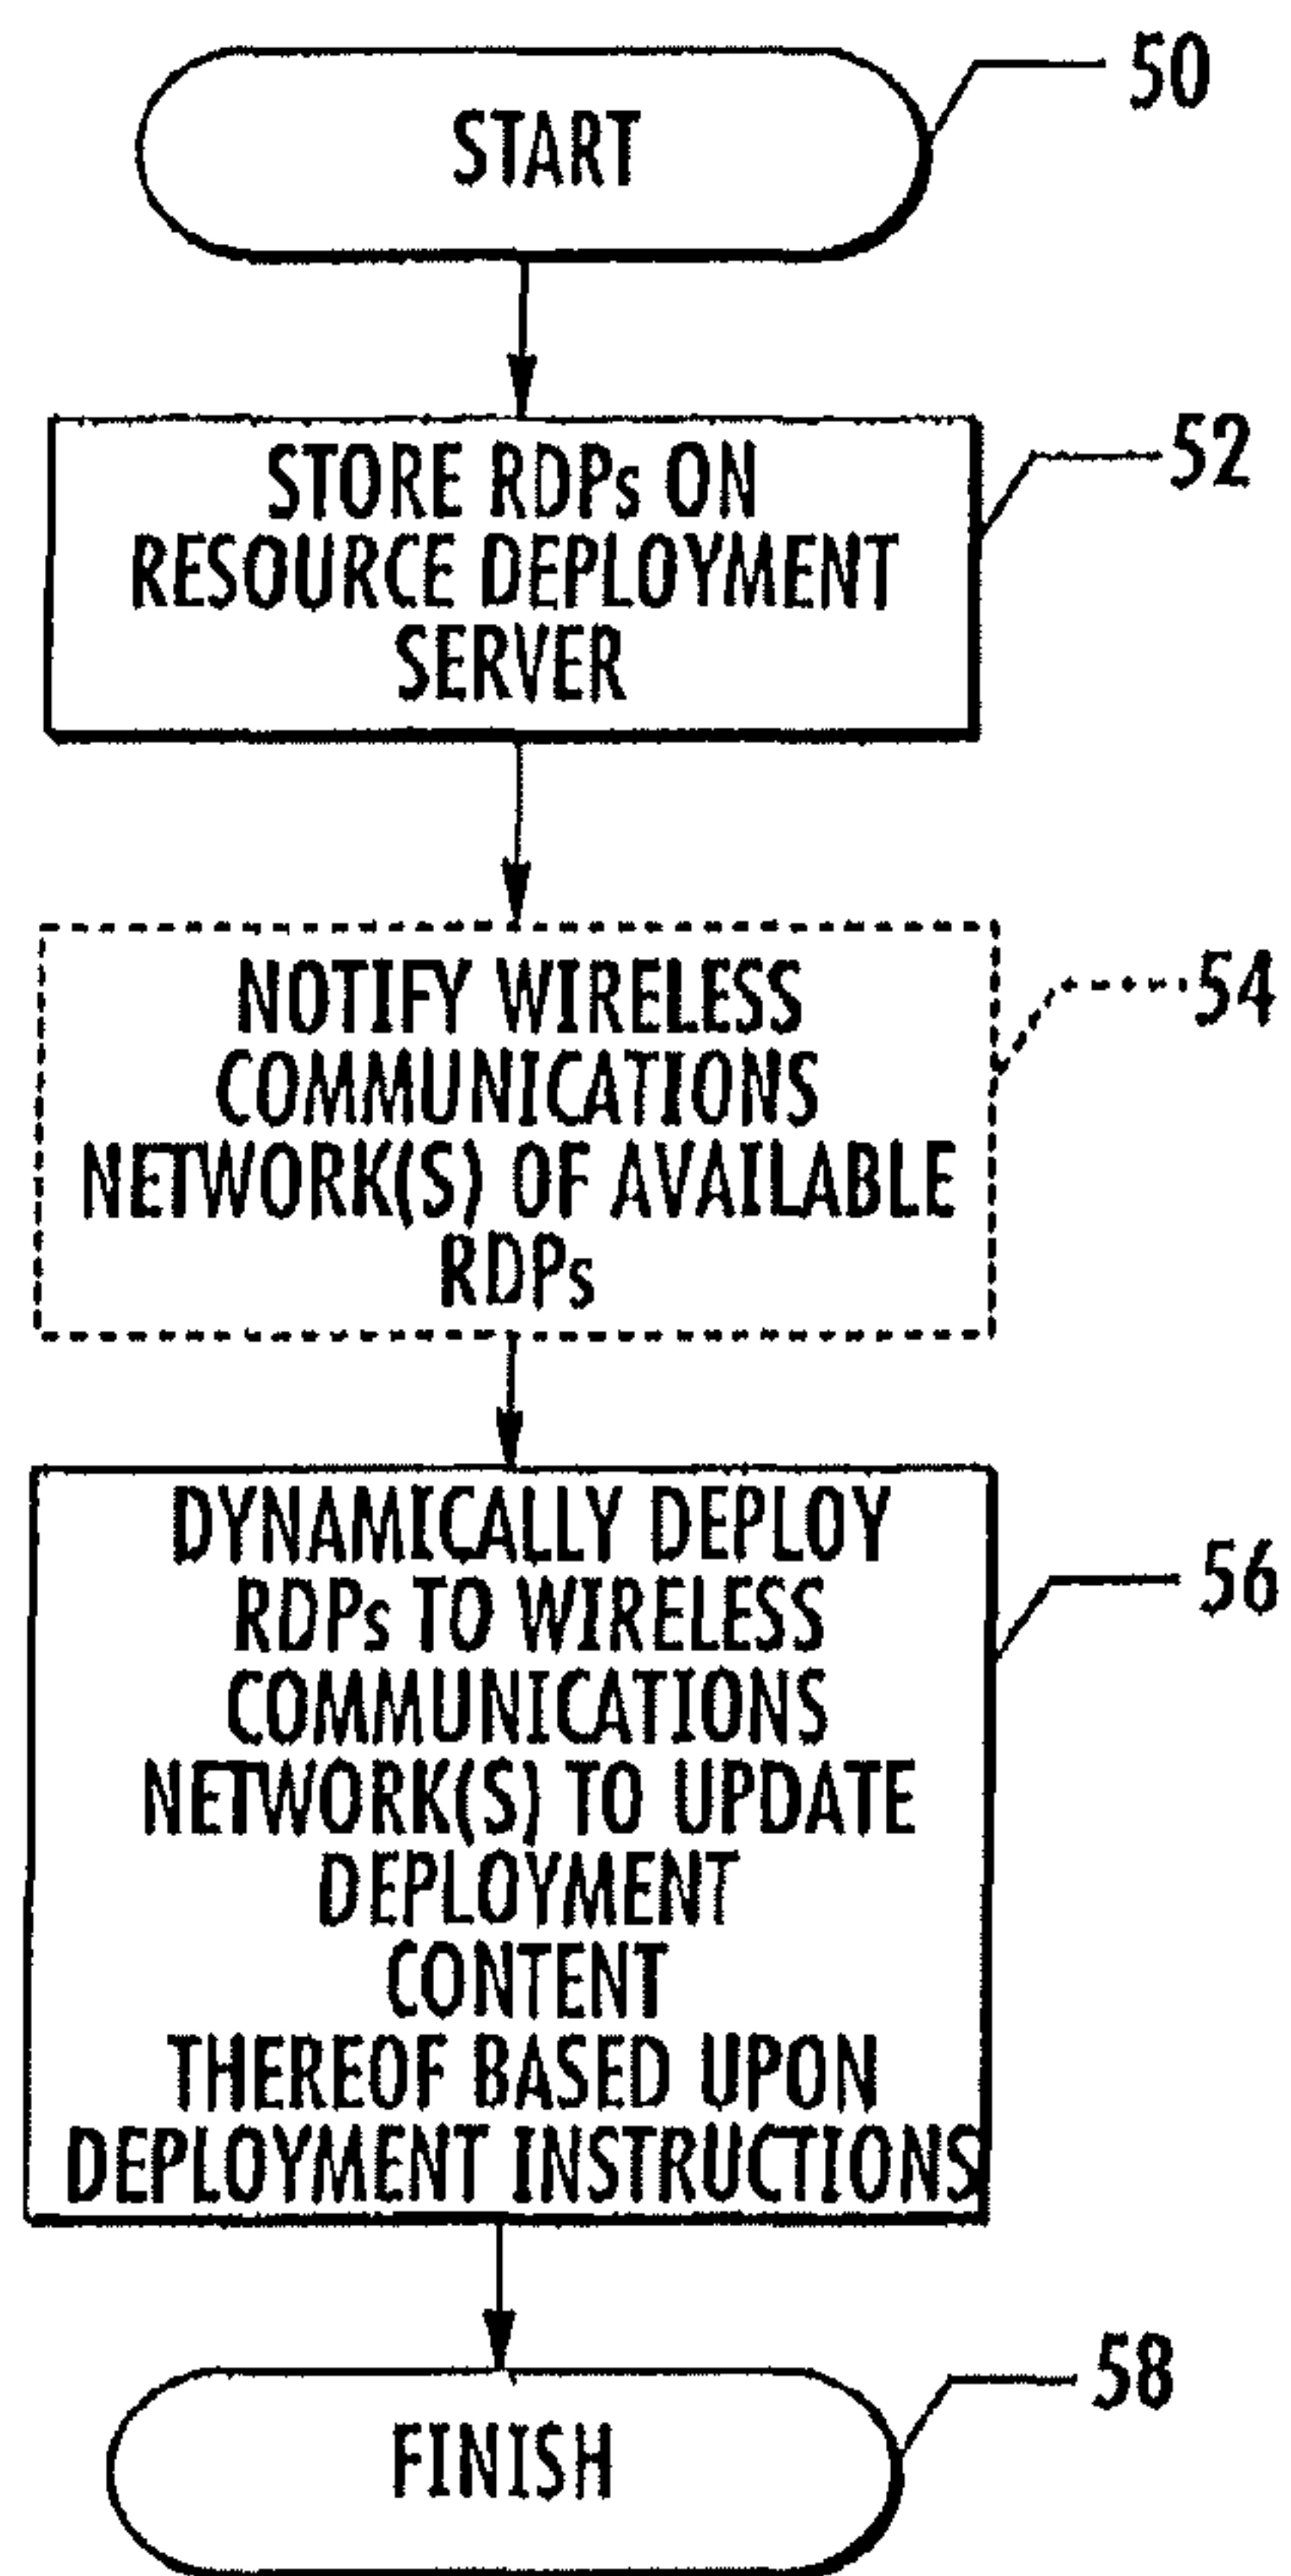 START
50
STORE RDPs ON
RESOURCE DEPLOYMENT
SERVER
52
NOTIFY WIRELESS
COMMUNICATIONS
NETWORK(S) OF AVAILABLE
RDPs
54
DYNAMICALLY DEPLOY
RDPs TO WIRELESS
COMMUNICATIONS
NETWORK(S) TO UPDATE
DEPLOYMENT
CONTENT
THEREOF BASED UPON
DEPLOYMENT INSTRUCTIONS
56
FINISH
58